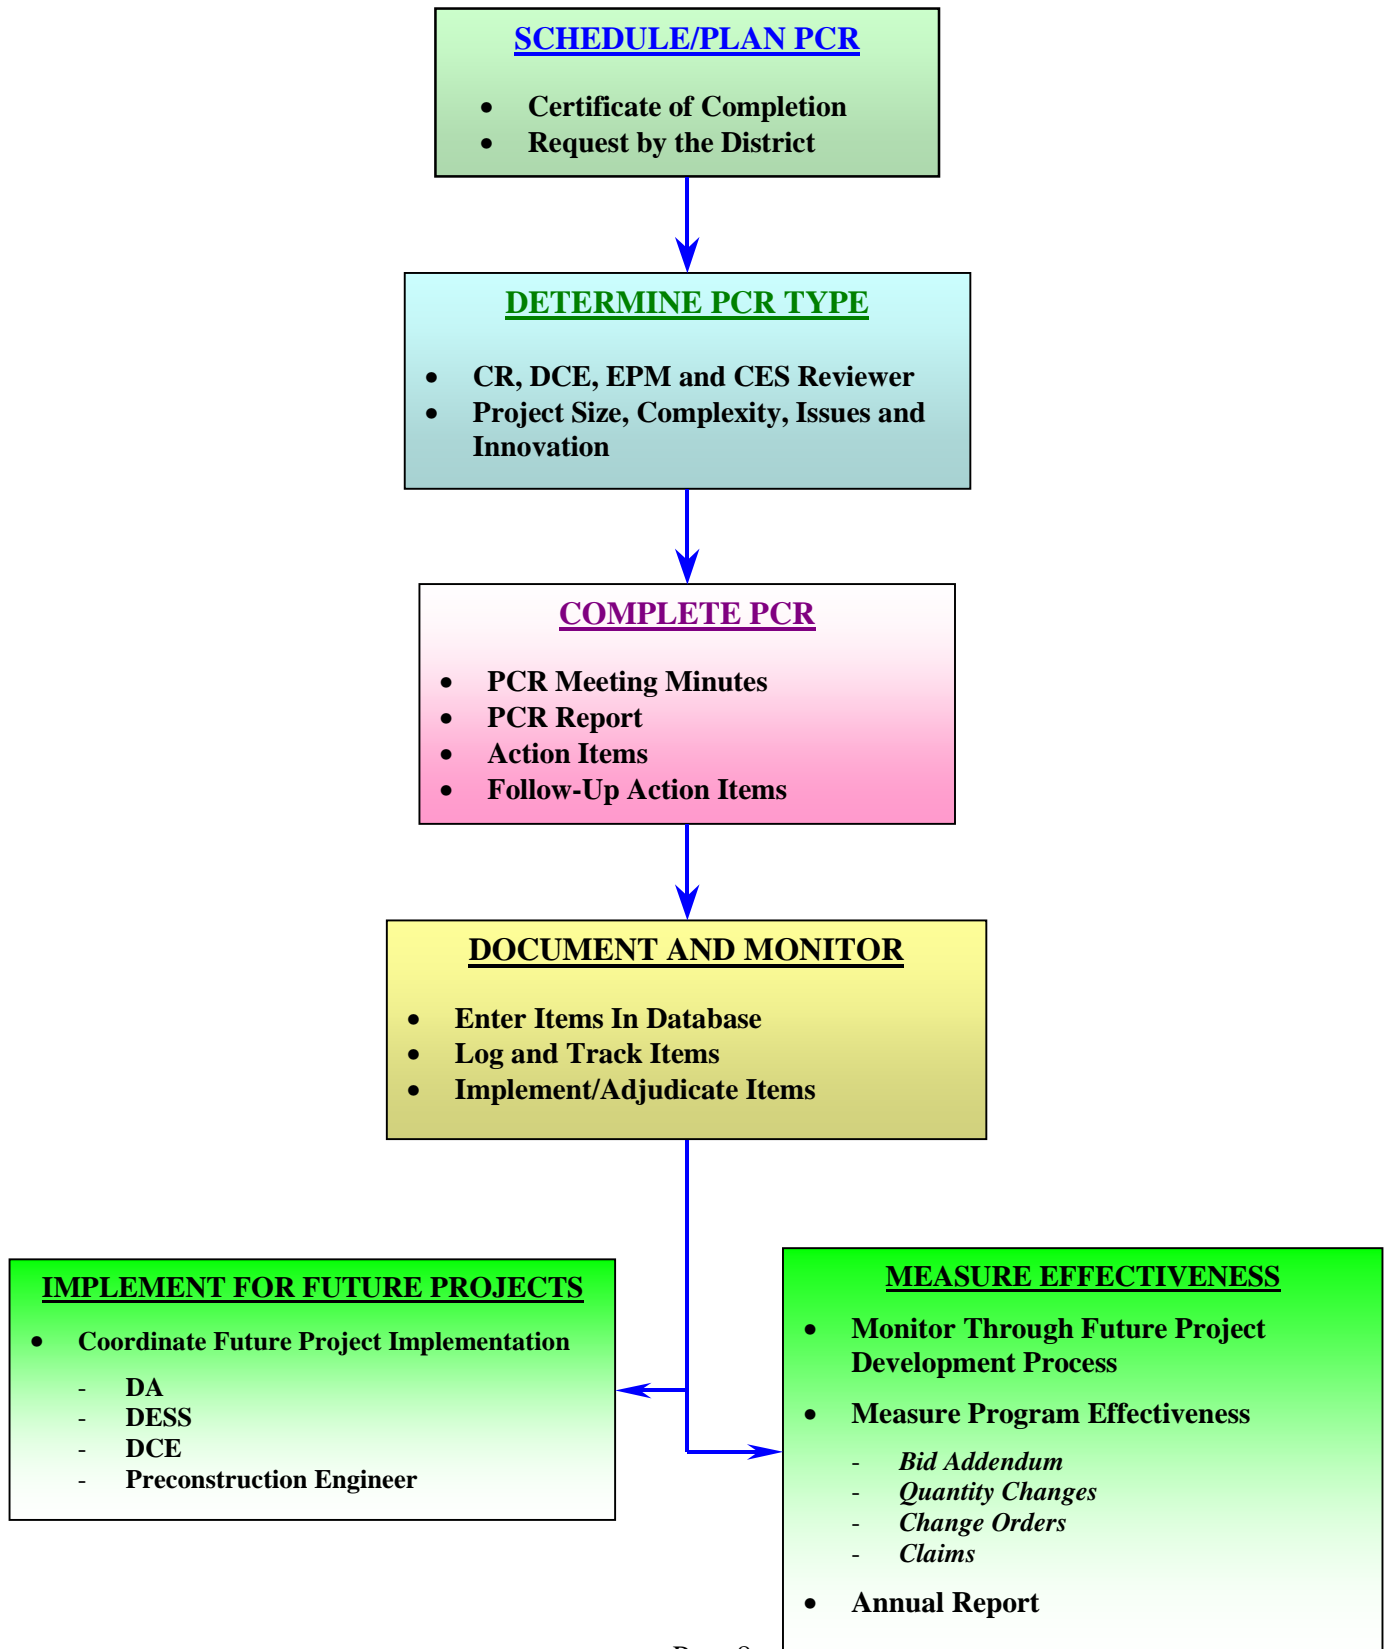 SCHEDULE/PLAN PCR
• Certificate of Completion
• Request by the District
DETERMINE PCR TYPE
• CR, DCE, EPM and CES Reviewer
• Project Size, Complexity, Issues and
Innovation
COMPLETE PCR
• PCR Meeting Minutes
• PCR Report
• Action Items
• Follow-Up Action Items
DOCUMENT AND MONITOR
• Enter Items In Database
• Log and Track Items
• Implement/Adjudicate Items
IMPLEMENT FOR FUTURE PROJECTS
• Coordinate Future Project Implementation
- DA
- DESS
- DCE
- Preconstruction Engineer
MEASURE EFFECTIVENESS
• Monitor Through Future Project
Development Process
• Measure Program Effectiveness
- Bid Addendum
- Quantity Changes
- Change Orders
- Claims
• Annual Report